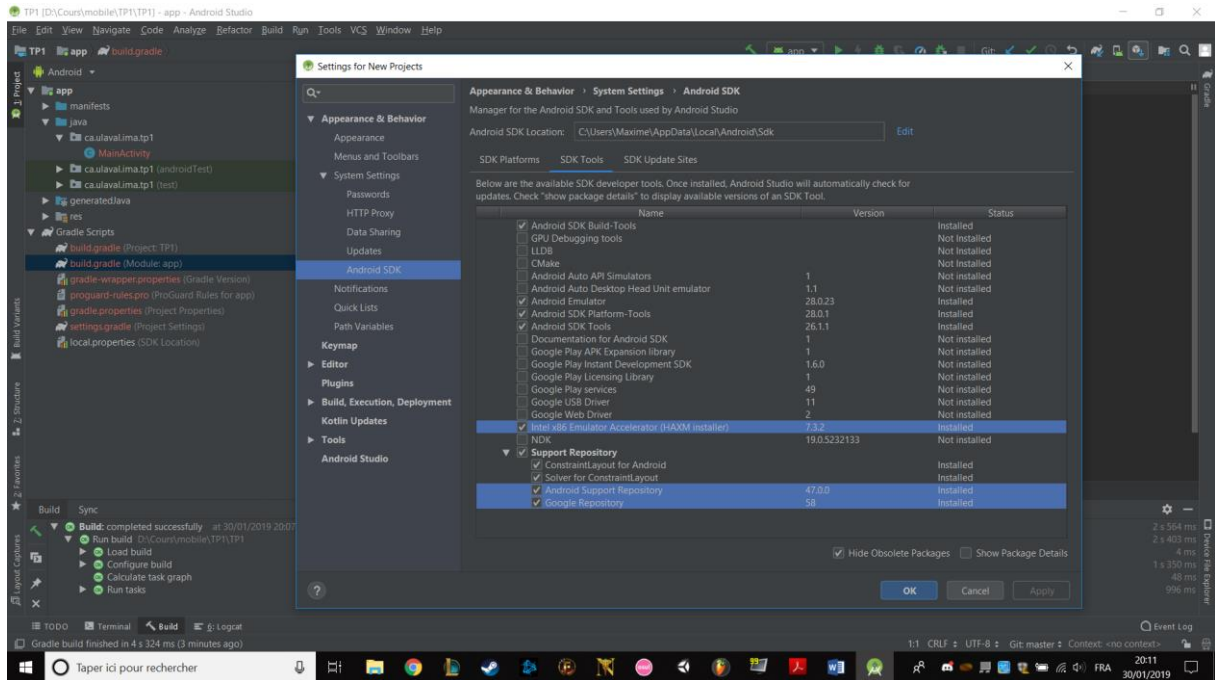 TP1 [D:\Cours\mobile\TP1\TP1] - app - Android Studio
File Edit View Navigate Code Analyze Refactor Build Run Tools VCS Window Help
TP1 app build.gradle
app Git:
Android
1: Project
app
manifests
java
ca.ulaval.ima.tp1
MainActivity
ca.ulaval.ima.tp1 (androidTest)
ca.ulaval.ima.tp1 (test)
generatedJava
res
Gradle Scripts
build.gradle (Project: TP1)
build.gradle (Module: app)
gradle-wrapper.properties (Gradle Version)
proguard-rules.pro (ProGuard Rules for app)
gradle.properties (Project Properties)
settings.gradle (Project Settings)
local.properties (SDK Location)
Build Variants
7: Structure
2: Favorites
Layout Captures
Gradle
Device File Explorer
Settings for New Projects
Appearance & Behavior
Appearance
Menus and Toolbars
System Settings
Passwords
HTTP Proxy
Data Sharing
Updates
Android SDK
Notifications
Quick Lists
Path Variables
Keymap
Editor
Plugins
Build, Execution, Deployment
Kotlin Updates
Tools
Android Studio
Appearance & Behavior › System Settings › Android SDK
Manager for the Android SDK and Tools used by Android Studio
Android SDK Location: C:\Users\Maxime\AppData\Local\Android\Sdk Edit
SDK Platforms SDK Tools SDK Update Sites
Below are the available SDK developer tools. Once installed, Android Studio will automatically check for
updates. Check "show package details" to display available versions of an SDK Tool.
Name Version Status
Android SDK Build-Tools Installed
GPU Debugging tools Not Installed
LLDB Not Installed
CMake Not Installed
Android Auto API Simulators 1 Not installed
Android Auto Desktop Head Unit emulator 1.1 Not installed
Android Emulator 28.0.23 Installed
Android SDK Platform-Tools 28.0.1 Installed
Android SDK Tools 26.1.1 Installed
Documentation for Android SDK 1 Not installed
Google Play APK Expansion library 1 Not installed
Google Play Instant Development SDK 1.6.0 Not installed
Google Play Licensing Library 1 Not installed
Google Play services 49 Not installed
Google USB Driver 11 Not installed
Google Web Driver 2 Not installed
Intel x86 Emulator Accelerator (HAXM installer) 7.3.2 Installed
NDK 19.0.5232133 Not installed
Support Repository
ConstraintLayout for Android Installed
Solver for ConstraintLayout Installed
Android Support Repository 47.0.0 Installed
Google Repository 58 Installed
Hide Obsolete Packages Show Package Details
? OK Cancel Apply
Build Sync
Build: completed successfully at 30/01/2019 20:07 2 s 564 ms
Run build D:\Cours\mobile\TP1\TP1 2 s 403 ms
Load build 4 ms
Configure build 1 s 350 ms
Calculate task graph 48 ms
Run tasks 996 ms
TODO Terminal Build 6: Logcat Event Log
Gradle build finished in 4 s 324 ms (3 minutes ago) 1:1 CRLF UTF-8 Git: master Context: <no context>
Taper ici pour rechercher
99+
FRA
20:11
30/01/2019